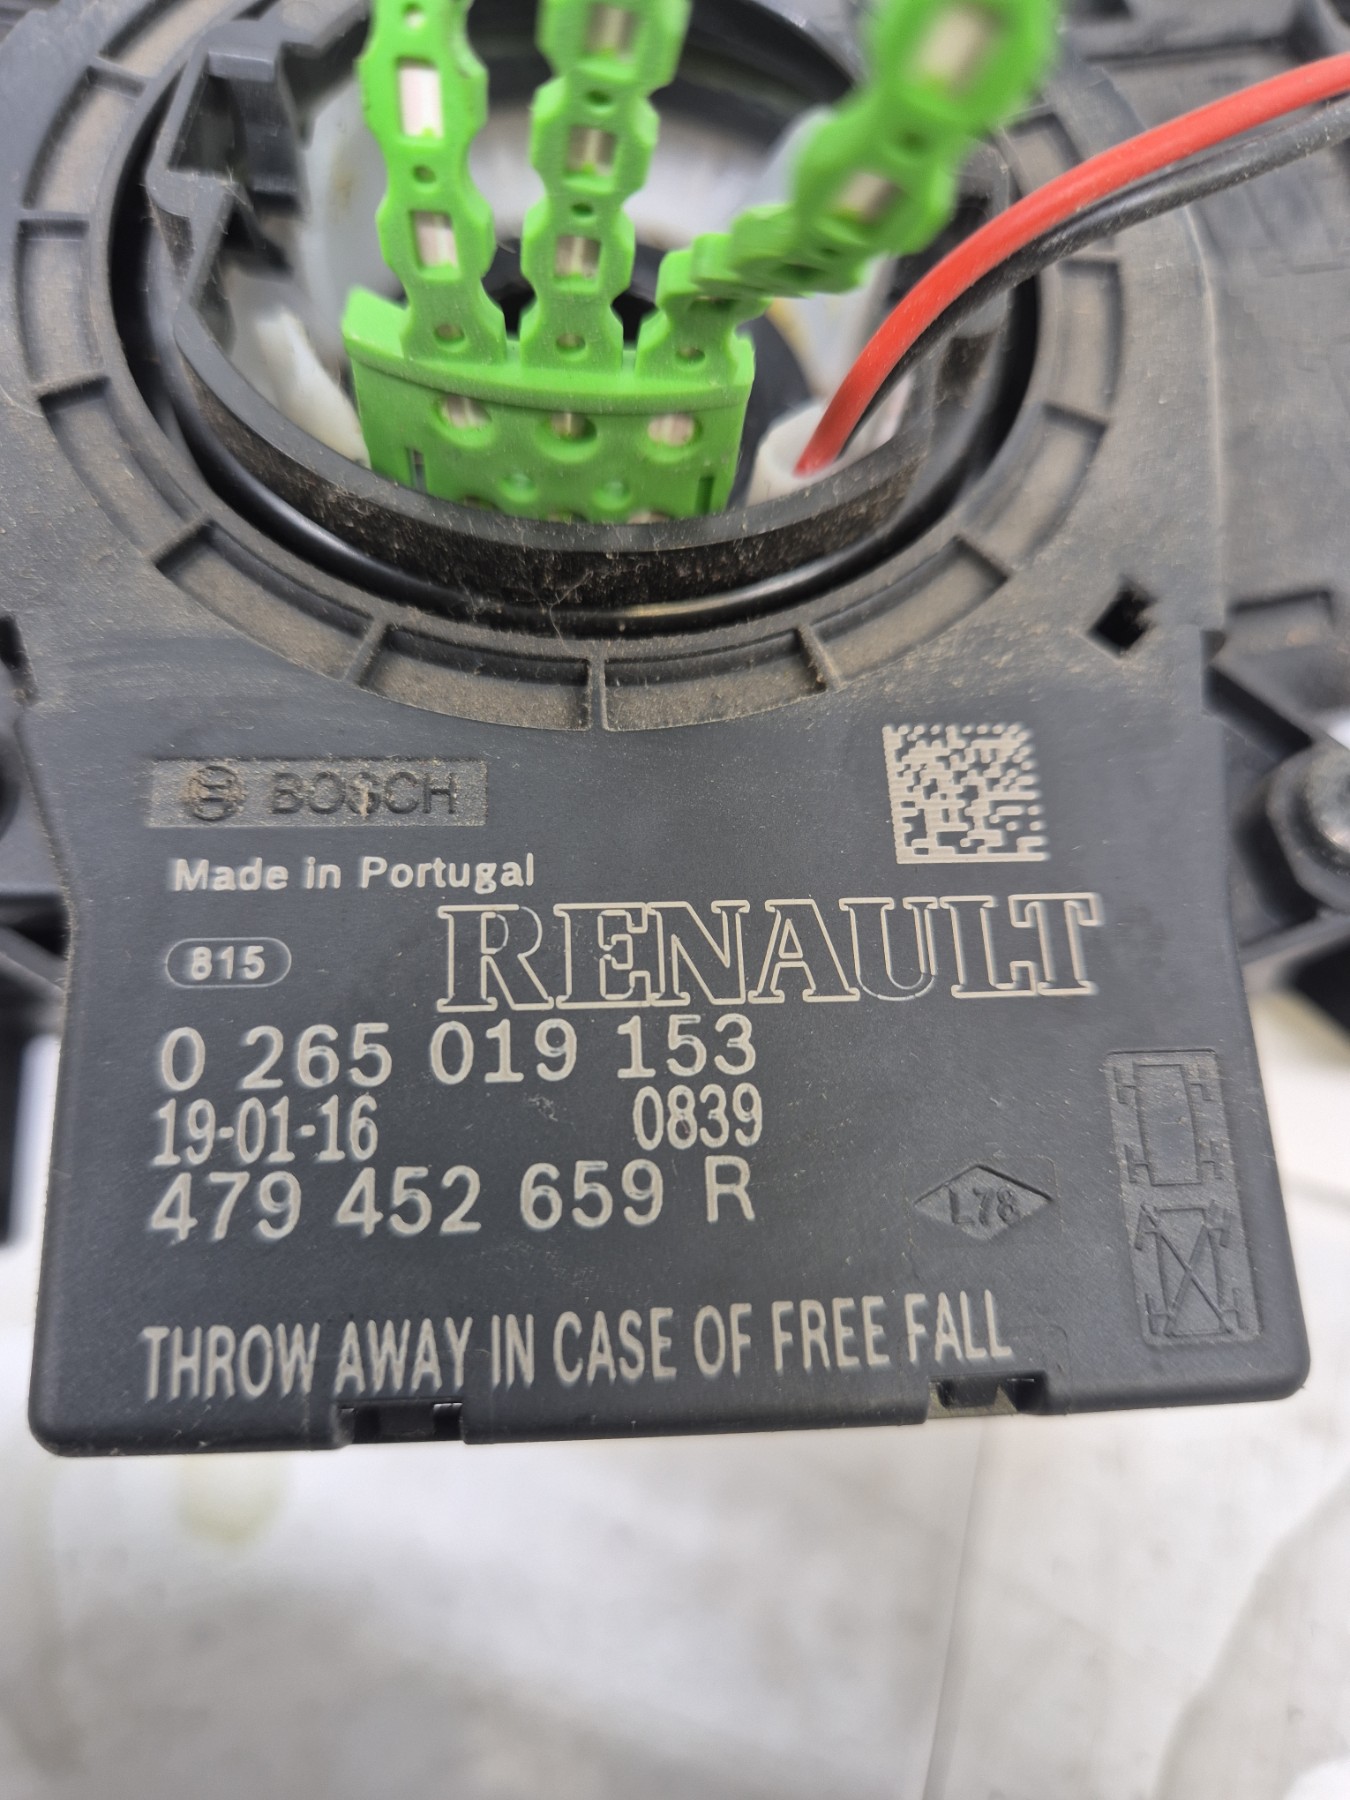 BOSCH
Made in Portugal
RENAULT
815
0 265 019 153
19-01-16 0839
479 452 659 R
L78
THROW AWAY IN CASE OF FREE FALL